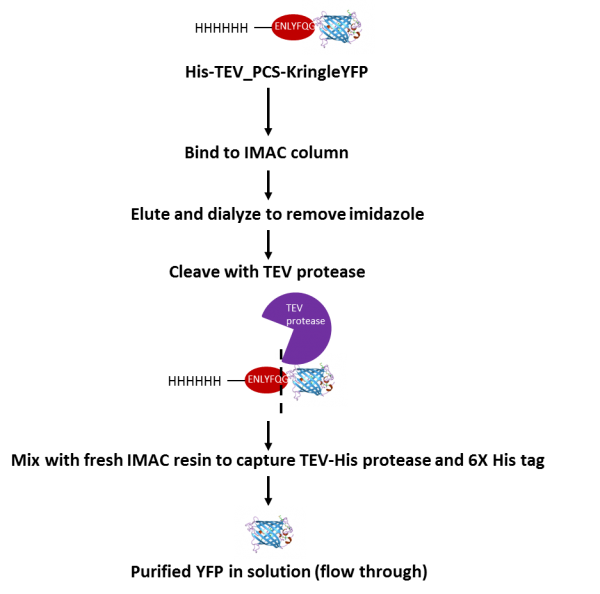 HHHHHH
ENLYFQG
His-TEV_PCS-KringleYFP
Bind to IMAC column
Elute and dialyze to remove imidazole
Cleave with TEV protease
TEV
protease
HHHHHH
ENLYFQG
Mix with fresh IMAC resin to capture TEV-His protease and 6X His tag
Purified YFP in solution (flow through)